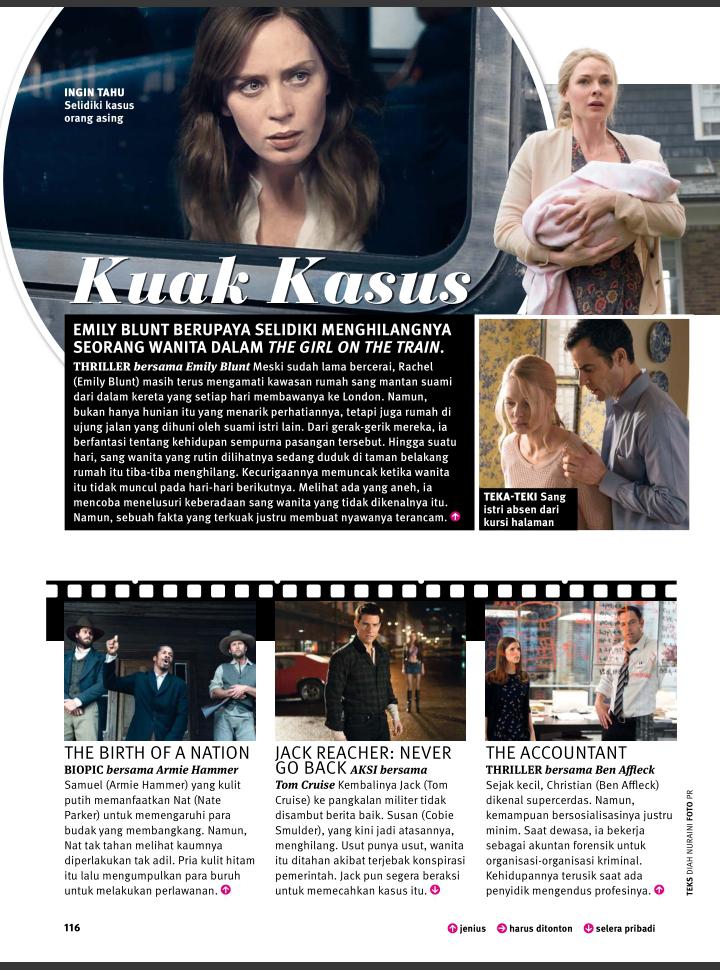 INGIN TAHU
Selidiki kasus
orang asing
Kuak Kasus
EMILY BLUNT BERUPAYA SELIDIKI MENGHILANGNYA
SEORANG WANITA DALAM THE GIRL ON THE TRAIN.
THRILLER bersama Emily Blunt Meski sudah lama bercerai, Rachel
(Emily Blunt) masih terus mengamati kawasan rumah sang mantan suami
dari dalam kereta yang setiap hari membawanya ke London. Namun,
bukan hanya hunian itu yang menarik perhatiannya, tetapi juga rumah di
ujung jalan yang dihuni oleh suami istri lain. Dari gerak-gerik mereka, ia
berfantasi tentang kehidupan sempurna pasangan tersebut. Hingga suatu
hari, sang wanita yang rutin dilihatnya sedang duduk di taman belakang
rumah itu tiba-tiba menghilang. Kecurigaannya memuncak ketika wanita
itu tidak muncul pada hari-hari berikutnya. Melihat ada yang aneh, ia
mencoba menelusuri keberadaan sang wanita yang tidak dikenalnya itu.
Namun, sebuah fakta yang terkuak justru membuat nyawanya terancam.
TEKA-TEKI Sang
istri absen dari
kursi halaman
THE BIRTH OF A NATION
BIOPIC bersama Armie Hammer
Samuel (Armie Hammer) yang kulit
putih memanfaatkan Nat (Nate
Parker) untuk memengaruhi para
budak yang membangkang. Namun,
Nat tak tahan melihat kaumnya
diperlakukan tak adil. Pria kulit hitam
itu lalu mengumpulkan para buruh
untuk melakukan perlawanan.
JACK REACHER: NEVER
GO BACK AKSI bersama
Tom Cruise Kembalinya Jack (Tom
Cruise) ke pangkalan militer tidak
disambut berita baik. Susan (Cobie
Smulder), yang kini jadi atasannya,
menghilang. Usut punya usut, wanita
itu ditahan akibat terjebak konspirasi
pemerintah. Jack pun segera beraksi
untuk memecahkan kasus itu.
THE ACCOUNTANT
THRILLER bersama Ben Affleck
Sejak kecil, Christian (Ben Affleck)
dikenal supercerdas. Namun,
kemampuan bersosialisasinya justru
minim. Saat dewasa, ia bekerja
sebagai akuntan forensik untuk
organisasi-organisasi kriminal.
Kehidupannya terusik saat ada
penyidik mengendus profesinya.
TEKS DIAH NURAINI FOTO PR
116
jenius harus ditonton selera pribadi